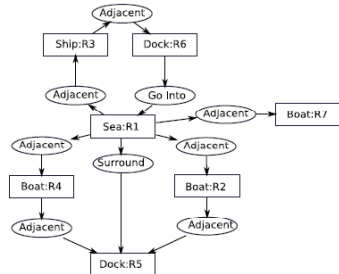 Adjacent
Ship:R3
Dock:R6
Adjacent
Go Into
Sea:R1
Adjacent
Boat:R7
Adjacent
Surround
Adjacent
Boat:R4
Boat:R2
Adjacent
Adjacent
Dock:R5